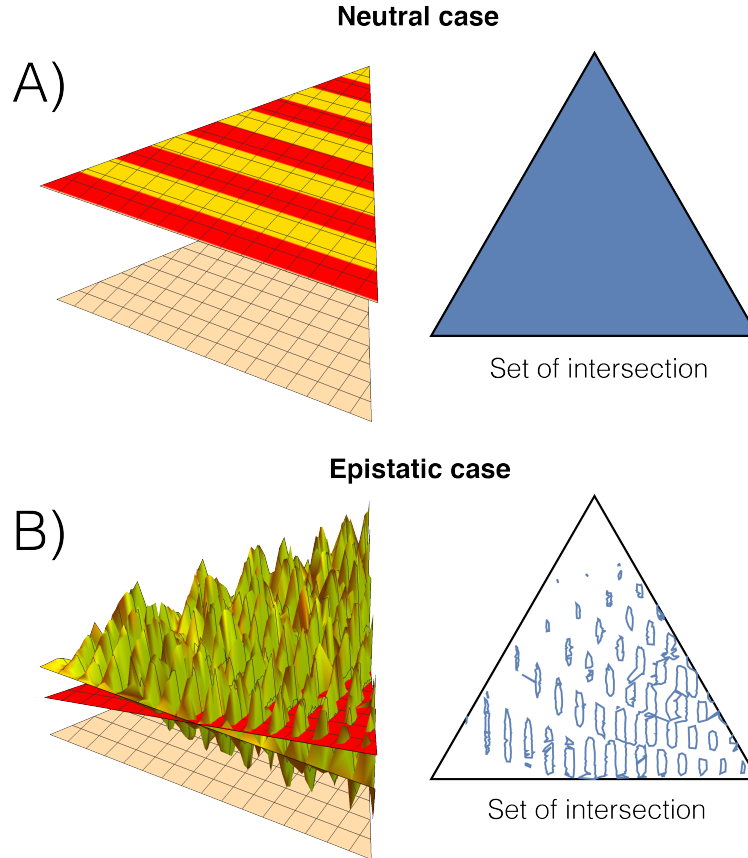 Neutral case
A)
Set of intersection
Epistatic case
B)
Set of intersection